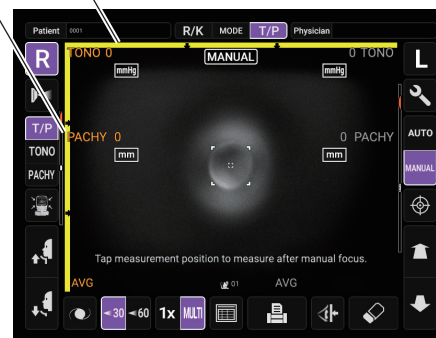 Patient 0001 R/K MODE T/P Physician
R TONO 0 MANUAL 0 TONO L
mmHg mmHg
T/P
PACHY 0 0 PACHY AUTO
TONO
mm mm
PACHY MANUAL
Tap measurement position to measure after manual focus.
AVG 01 AVG
30 60 1x MULTI